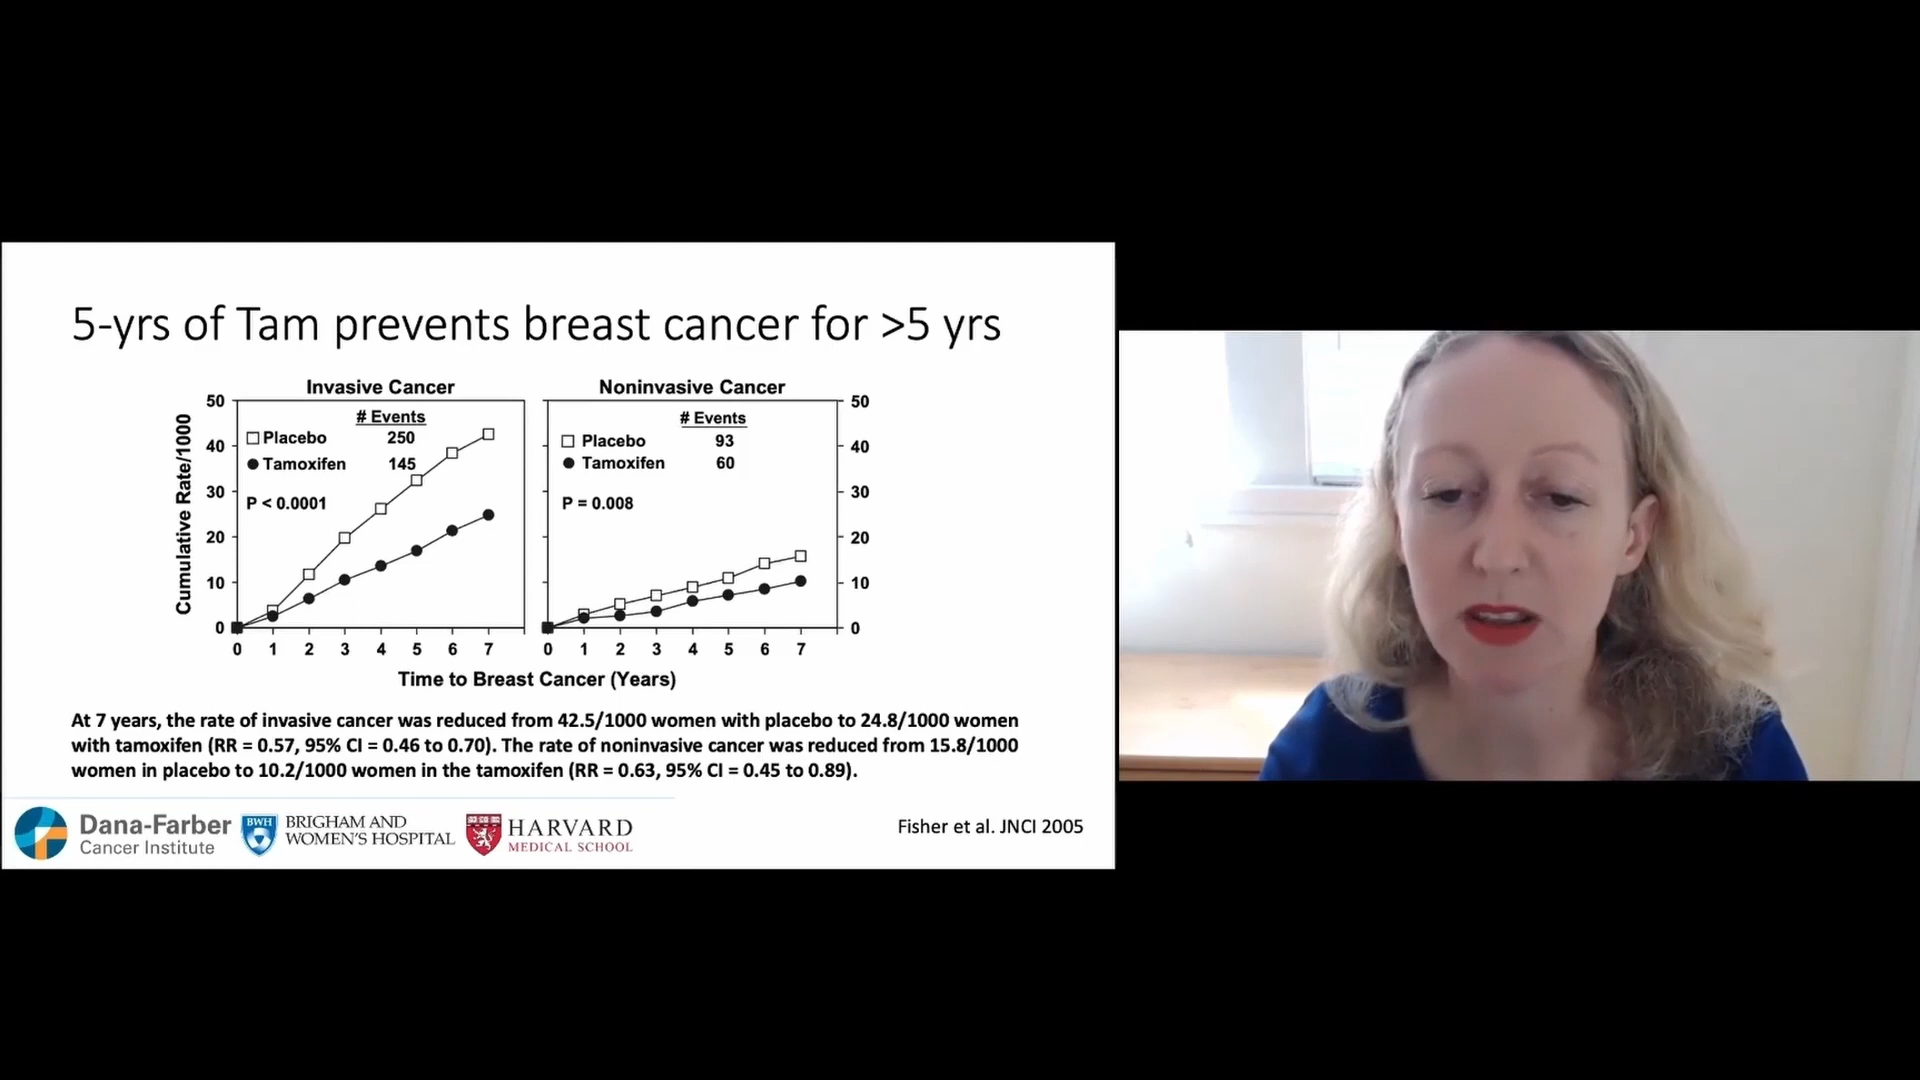 5-yrs of Tam prevents breast cancer for >5 yrs
Invasive Cancer
# Events
Placebo 250
Tamoxifen 145
P < 0.0001
Cumulative Rate/1000
50
40
30
20
10
0
0 1 2 3 4 5 6 7
Noninvasive Cancer
# Events
Placebo 93
Tamoxifen 60
P = 0.008
50
40
30
20
10
0
0 1 2 3 4 5 6 7
Time to Breast Cancer (Years)
At 7 years, the rate of invasive cancer was reduced from 42.5/1000 women with placebo to 24.8/1000 women
with tamoxifen (RR = 0.57, 95% CI = 0.46 to 0.70). The rate of noninvasive cancer was reduced from 15.8/1000
women in placebo to 10.2/1000 women in the tamoxifen (RR = 0.63, 95% CI = 0.45 to 0.89).
Dana-Farber
Cancer Institute
BWH
BRIGHAM AND
WOMEN'S HOSPITAL
HARVARD
MEDICAL SCHOOL
Fisher et al. JNCI 2005